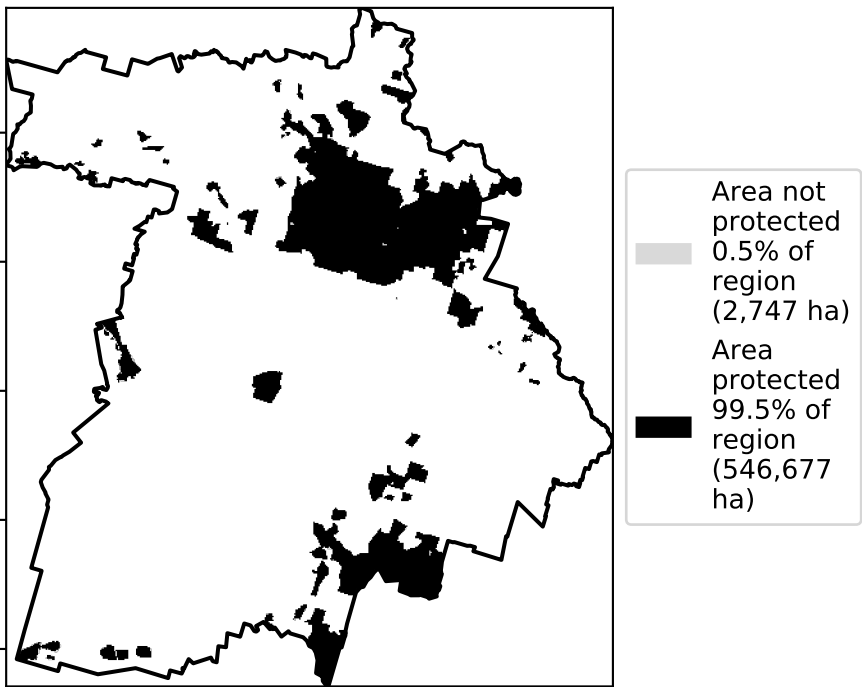 Area not
protected
0.5% of
region
(2,747 ha)
Area
protected
99.5% of
region
(546,677
ha)